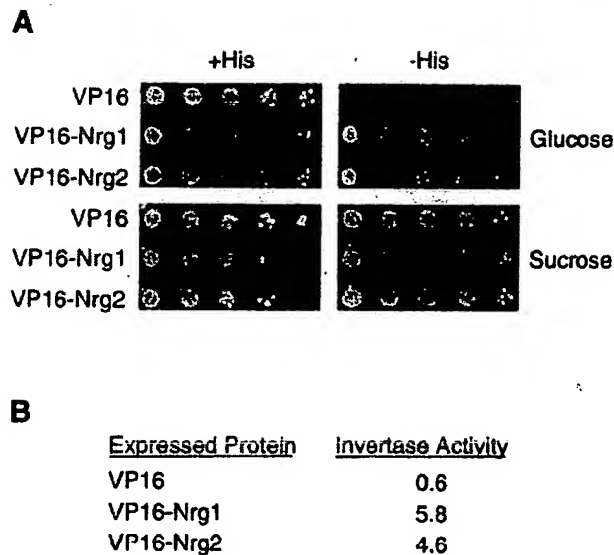 A
+His -His
VP16
VP16-Nrg1
VP16-Nrg2
Glucose
VP16
VP16-Nrg1
VP16-Nrg2
Sucrose
B
Expressed Protein Invertase Activity
VP16 0.6
VP16-Nrg1 5.8
VP16-Nrg2 4.6